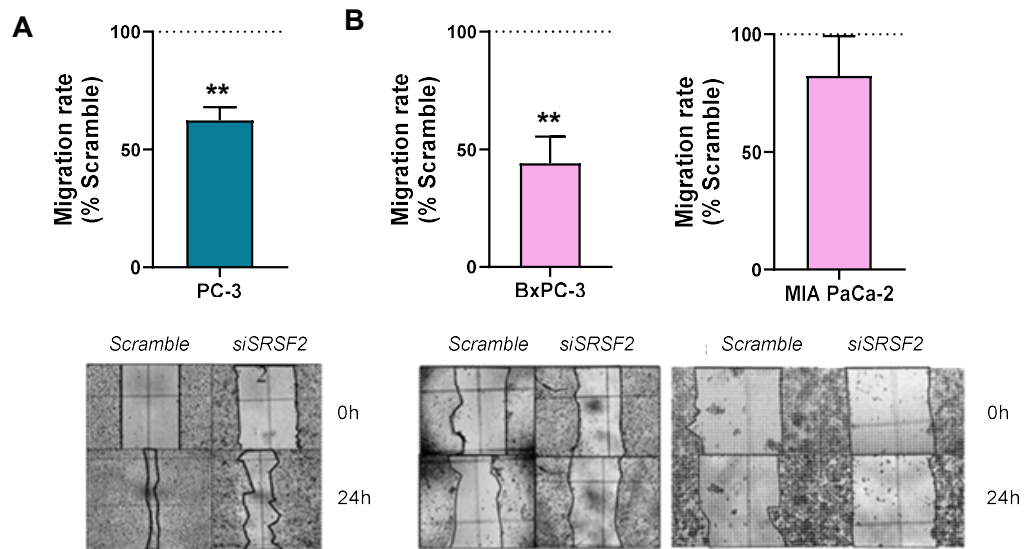 A
100
50
0
Migration rate
(% Scramble)
**
PC-3
B
100
50
0
Migration rate
(% Scramble)
**
BxPC-3
100
50
0
Migration rate
(% Scramble)
MIA PaCa-2
Scramble siSRSF2
2
0h
24h
Scramble siSRSF2
Scramble siSRSF2
0h
24h